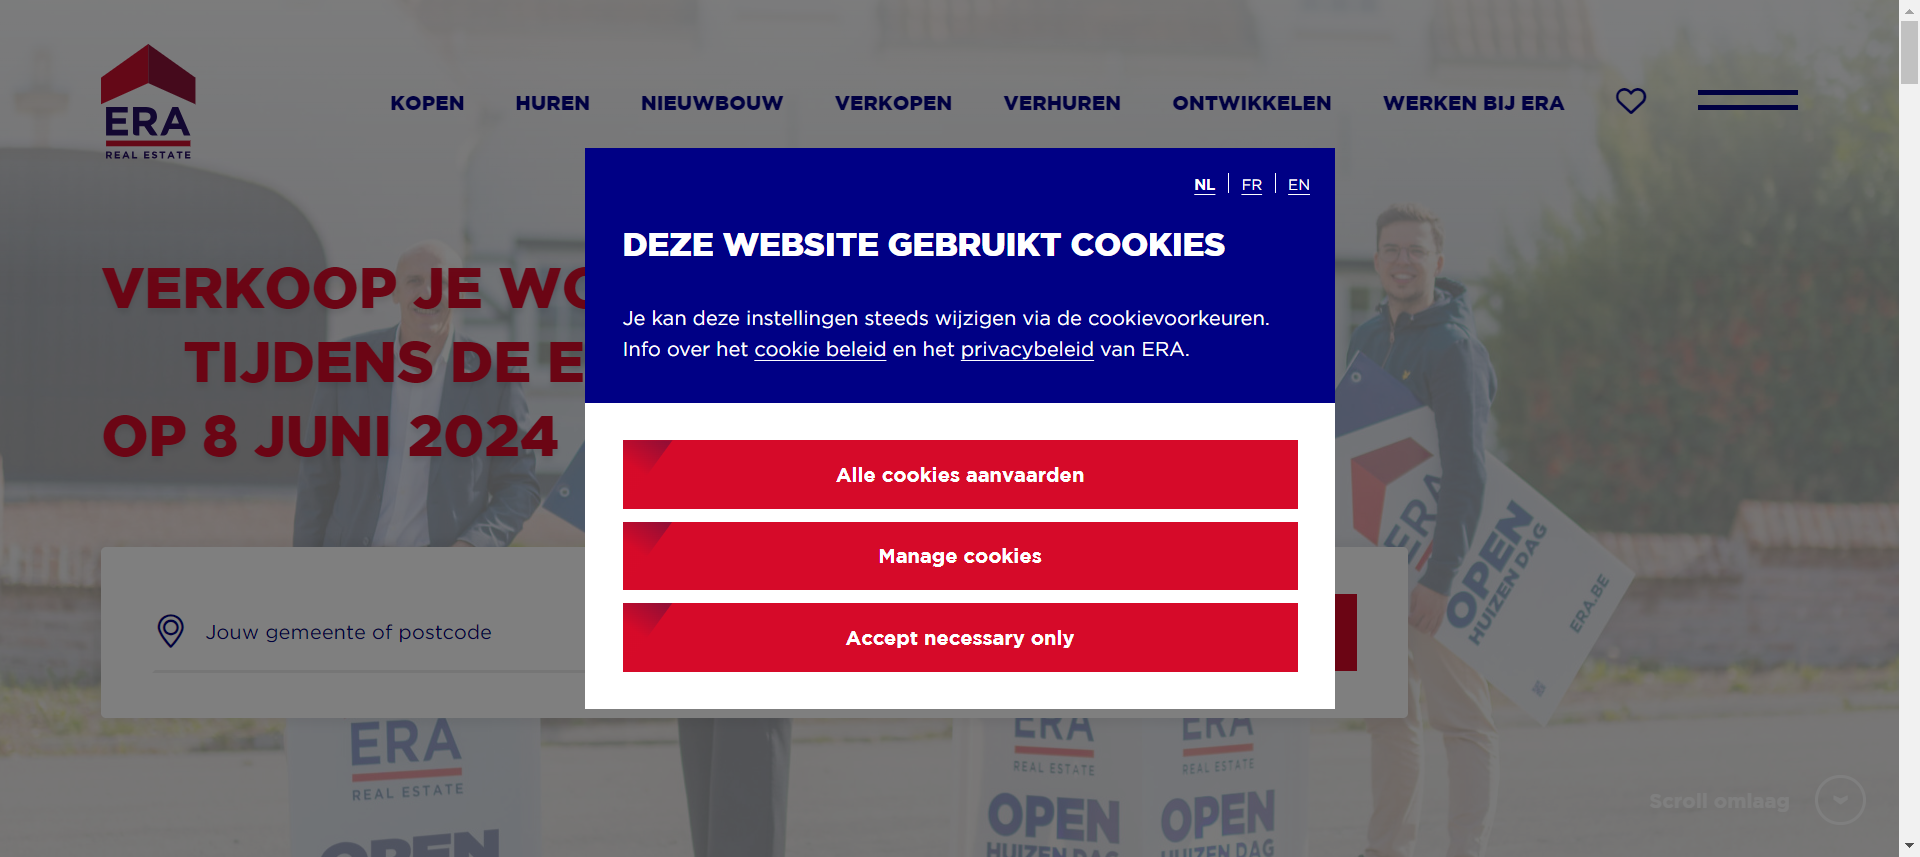 ERA
REAL ESTATE
KOPEN
HUREN
NIEUWBOUW
VERKOPEN
VERHUREN
ONTWIKKELEN
WERKEN BIJ ERA
NL
FR
EN
DEZE WEBSITE GEBRUIKT COOKIES
Je kan deze instellingen steeds wijzigen via de cookievoorkeuren.
Info over het cookie beleid en het privacybeleid van ERA.
Alle cookies aanvaarden
Manage cookies
Accept necessary only
VERKOOP JE
TIJDENS DE
OP 8 JUNI 2024
Jouw gemeente of postcode
ERA
OPEN
HUIZEN DAG
ERA.BE
ERA
REAL ESTATE
OPEN
ERA
REAL ESTATE
OPEN
HUIZEN DAG
ERA
REAL ESTATE
OPEN
HUIZEN DAG
Scroll omlaag